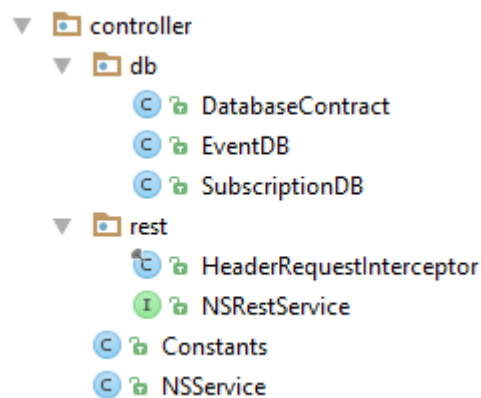 controller
db
C DatabaseContract
C EventDB
C SubscriptionDB
rest
C HeaderRequestInterceptor
I NSRestService
C Constants
C NSService